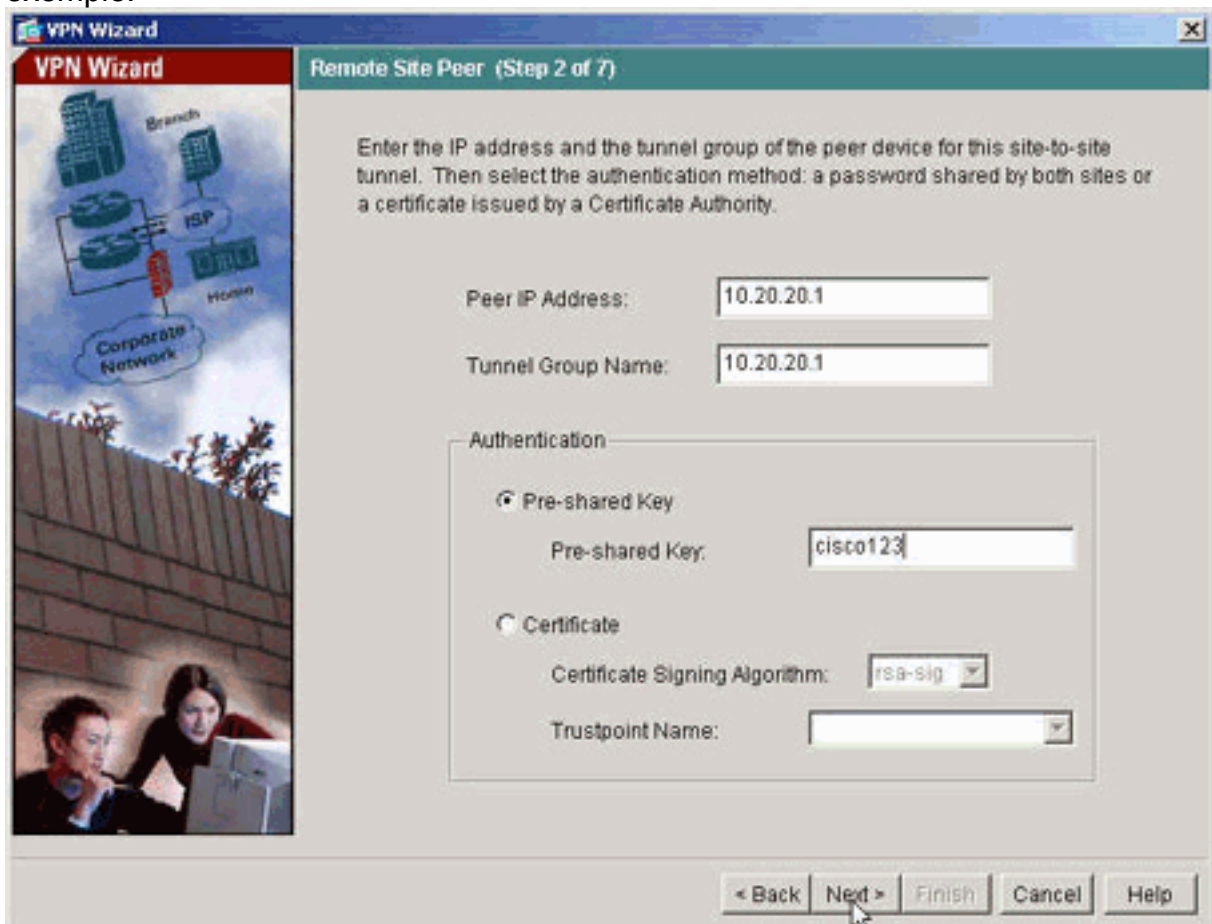 exemple.
VPN Wizard
VPN Wizard
Remote Site Peer (Step 2 of 7)
Branch
ISP
Home
Corporate
Network
Enter the IP address and the tunnel group of the peer device for this site-to-site
tunnel. Then select the authentication method: a password shared by both sites or
a certificate issued by a Certificate Authority.
Peer IP Address: 10.20.20.1
Tunnel Group Name: 10.20.20.1
Authentication
Pre-shared Key
Pre-shared Key: cisco123
Certificate
Certificate Signing Algorithm: rsa-sig
Trustpoint Name:
< Back Next > Finish Cancel Help